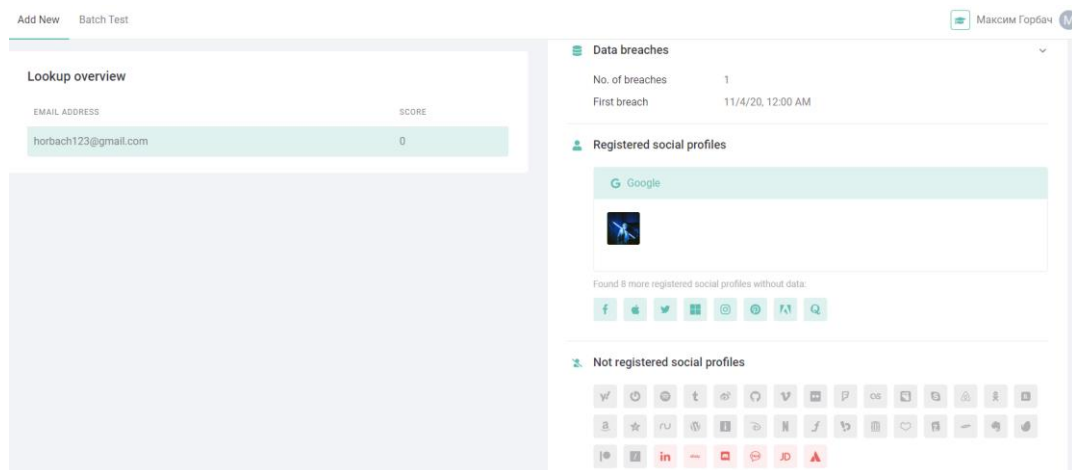 Add New Batch Test Максим Горбач M
Lookup overview
EMAIL ADDRESS SCORE
horbach123@gmail.com 0
Data breaches
No. of breaches 1
First breach 11/4/20, 12:00 AM
Registered social profiles
Google
Found 8 more registered social profiles without data:
Not registered social profiles